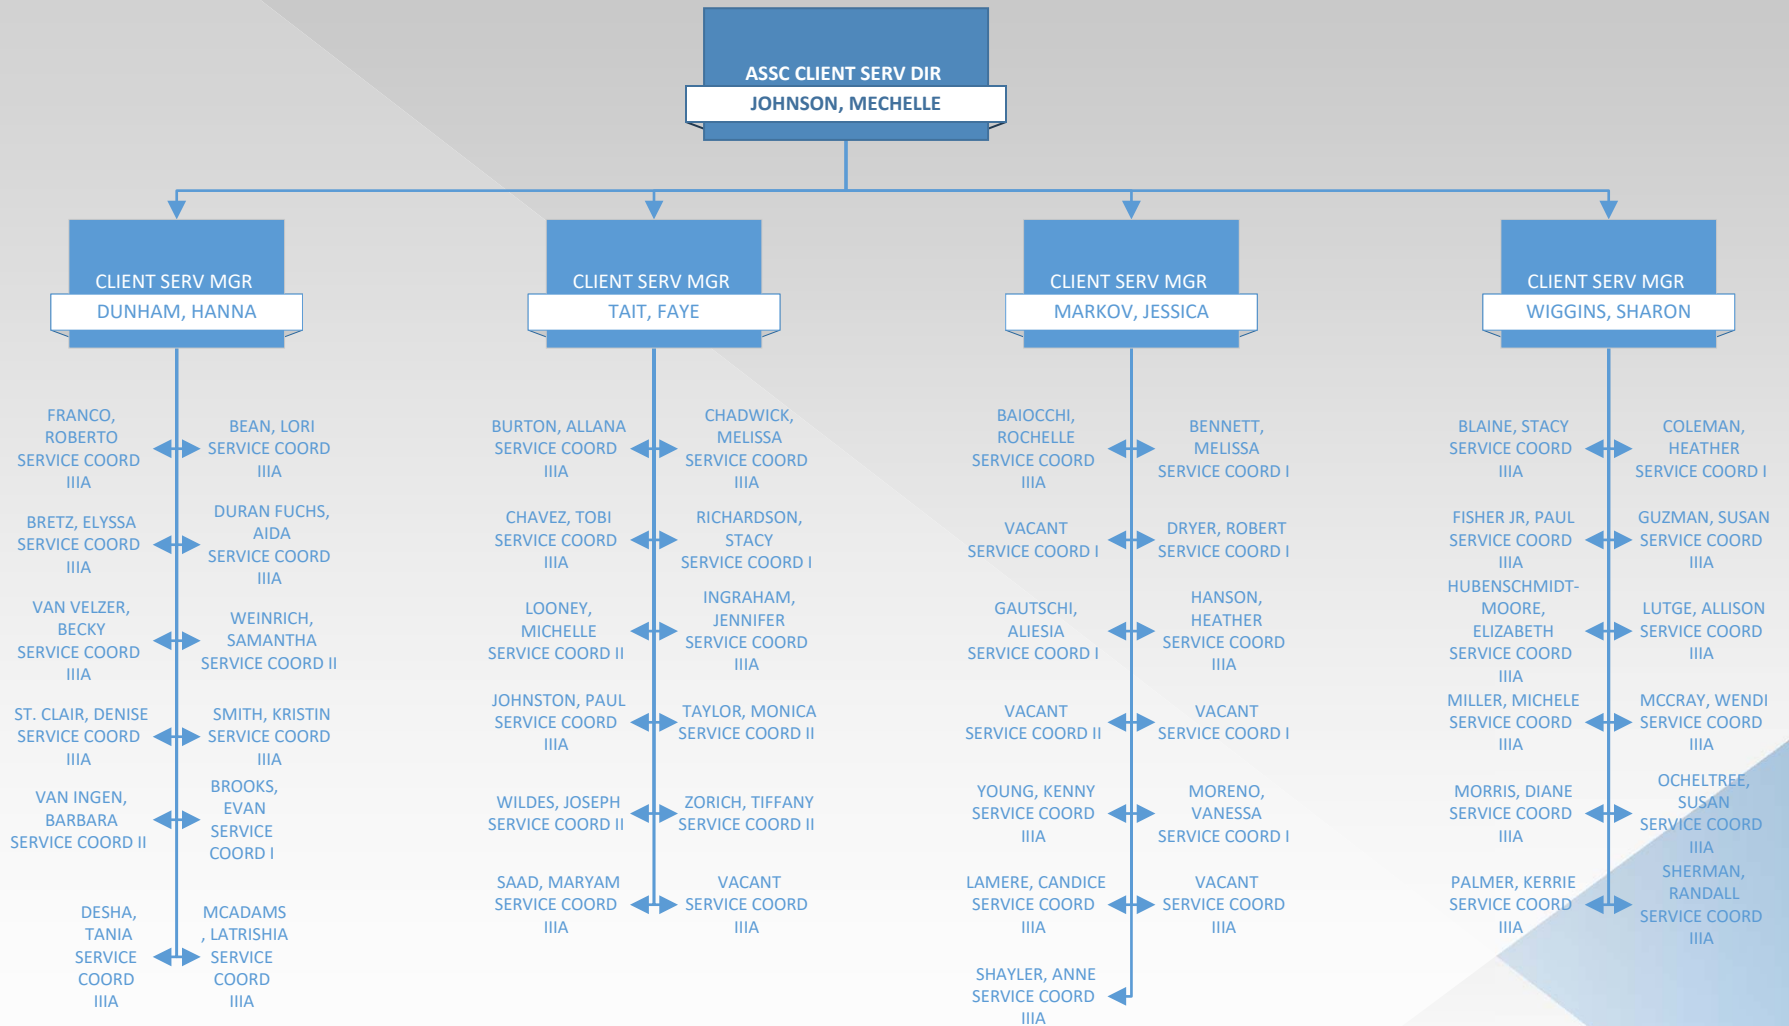 ASSC CLIENT SERV DIR
JOHNSON, MECHELLE
CLIENT SERV MGR
DUNHAM, HANNA
CLIENT SERV MGR
TAIT, FAYE
CLIENT SERV MGR
MARKOV, JESSICA
CLIENT SERV MGR
WIGGINS, SHARON
FRANCO,
ROBERTO
SERVICE COORD
IIIA
BEAN, LORI
SERVICE COORD
IIIA
BRETZ, ELYSSA
SERVICE COORD
IIIA
DURAN FUCHS,
AIDA
SERVICE COORD
IIIA
VAN VELZER,
BECKY
SERVICE COORD
IIIA
WEINRICH,
SAMANTHA
SERVICE COORD II
ST. CLAIR, DENISE
SERVICE COORD
IIIA
SMITH, KRISTIN
SERVICE COORD
IIIA
VAN INGEN,
BARBARA
SERVICE COORD II
BROOKS,
EVAN
SERVICE
COORD I
DESHA,
TANIA
SERVICE
COORD
IIIA
MCADAMS
, LATRISHIA
SERVICE
COORD
IIIA
BURTON, ALLANA
SERVICE COORD
IIIA
CHADWICK,
MELISSA
SERVICE COORD
IIIA
CHAVEZ, TOBI
SERVICE COORD
IIIA
RICHARDSON,
STACY
SERVICE COORD I
LOONEY,
MICHELLE
SERVICE COORD II
INGRAHAM,
JENNIFER
SERVICE COORD
IIIA
JOHNSTON, PAUL
SERVICE COORD
IIIA
TAYLOR, MONICA
SERVICE COORD II
WILDES, JOSEPH
SERVICE COORD II
ZORICH, TIFFANY
SERVICE COORD II
SAAD, MARYAM
SERVICE COORD
IIIA
VACANT
SERVICE COORD
IIIA
BAIOCCHI,
ROCHELLE
SERVICE COORD
IIIA
BENNETT,
MELISSA
SERVICE COORD I
VACANT
SERVICE COORD I
DRYER, ROBERT
SERVICE COORD I
GAUTSCHI,
ALIESIA
SERVICE COORD I
HANSON,
HEATHER
SERVICE COORD
IIIA
VACANT
SERVICE COORD II
VACANT
SERVICE COORD I
YOUNG, KENNY
SERVICE COORD
IIIA
MORENO,
VANESSA
SERVICE COORD I
LAMERE, CANDICE
SERVICE COORD
IIIA
VACANT
SERVICE COORD
IIIA
SHAYLER, ANNE
SERVICE COORD
IIIA
BLAINE, STACY
SERVICE COORD
IIIA
COLEMAN,
HEATHER
SERVICE COORD I
FISHER JR, PAUL
SERVICE COORD
IIIA
GUZMAN, SUSAN
SERVICE COORD
IIIA
HUBENSCHMIDT-
MOORE,
ELIZABETH
SERVICE COORD
IIIA
LUTGE, ALLISON
SERVICE COORD
IIIA
MILLER, MICHELE
SERVICE COORD
IIIA
MCCRAY, WENDI
SERVICE COORD
IIIA
MORRIS, DIANE
SERVICE COORD
IIIA
OCHELTREE,
SUSAN
SERVICE COORD
IIIA
PALMER, KERRIE
SERVICE COORD
IIIA
SHERMAN,
RANDALL
SERVICE COORD
IIIA